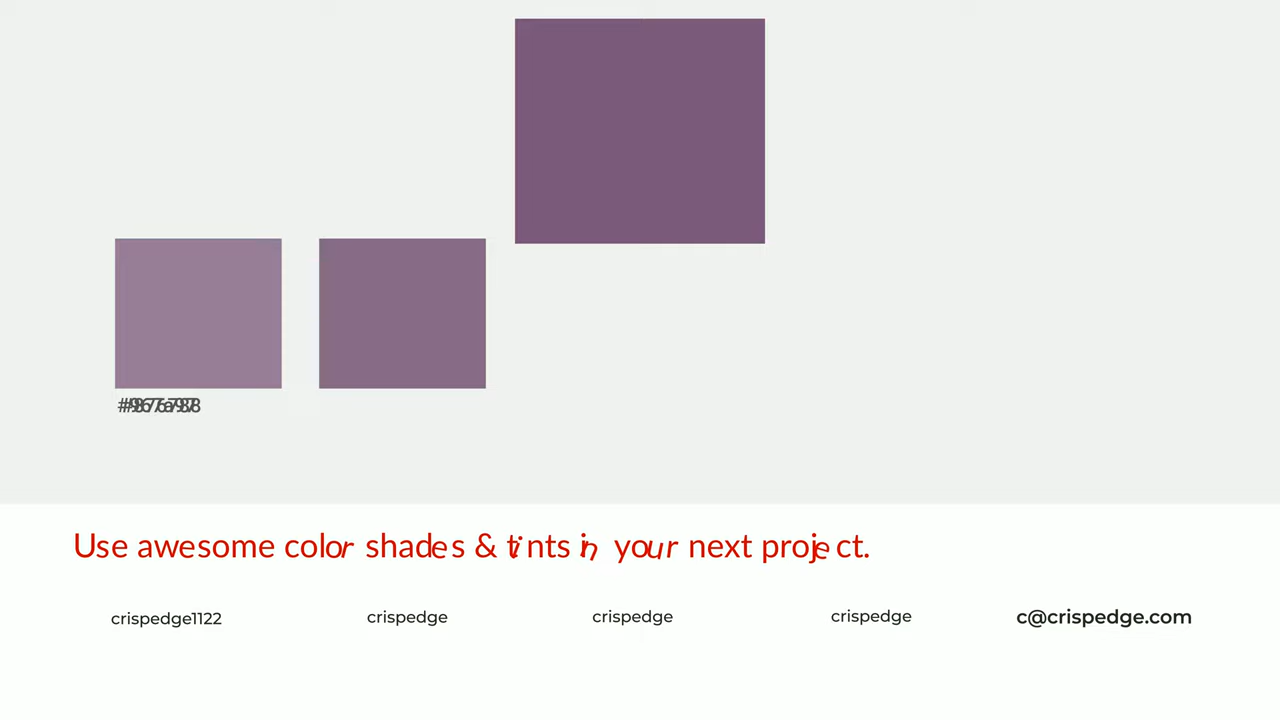 Use awesome color shades & tints in your next project.
crispedge1122 crispedge crispedge crispedge c@crispedge.com